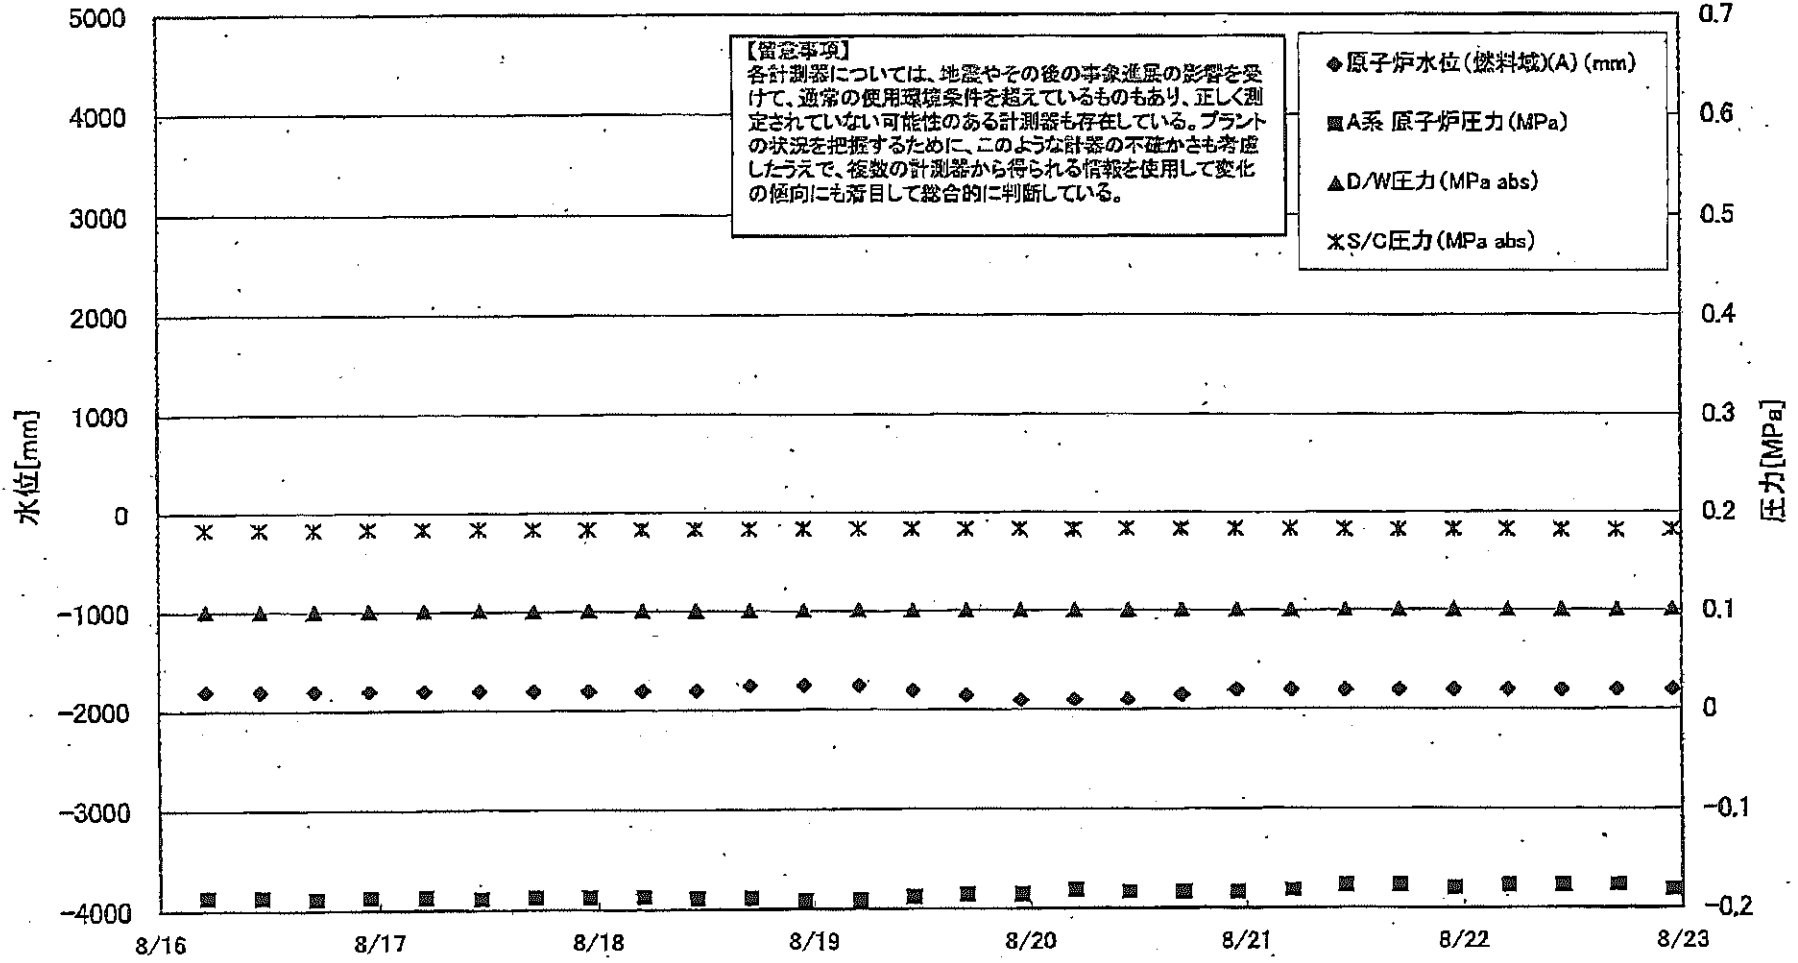 5000
4000
3000
2000
1000
0
-1000
-2000
-3000
-4000
水位[mm]
【留意事項】
各計測器については、地震やその後の事象進展の影響を受
けて、通常の使用環境条件を超えているものもあり、正しく測
定されていない可能性のある計測器も存在している。プラント
の状況を把握するために、このような計器の不確かさも考慮
したうえで、複数の計測器から得られる情報を使用して変化
の傾向にも着目して総合的に判断している。
◆原子炉水位(燃料域)(A) (mm)
■A系 原子炉圧力(MPa)
▲D/W圧力(MPa abs)
S/C圧力(MPa abs)
0.7
0.6
0.5
0.4
0.3
0.2
0.1
0
-0.1
-0.2
圧力[MPa]
8/16 8/17 8/18 8/19 8/20 8/21 8/22 8/23